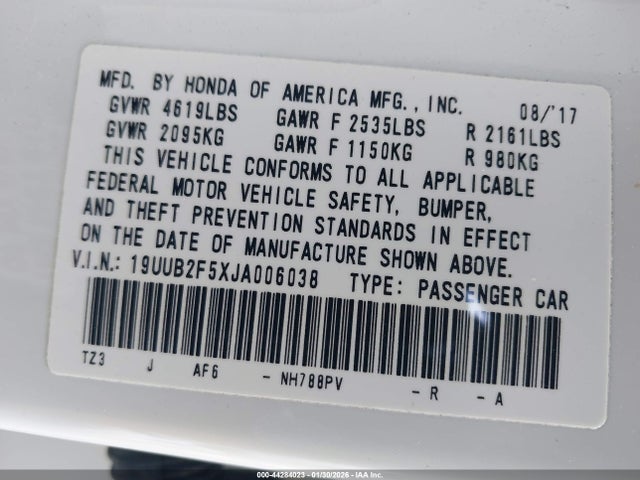 MFD. BY HONDA OF AMERICA MFG., INC. 08/'17
GVWR 4619LBS GAWR F 2535LBS R 2161LBS
GVWR 2095KG GAWR F 1150KG R 980KG
THIS VEHICLE CONFORMS TO ALL APPLICABLE
FEDERAL MOTOR VEHICLE SAFETY, BUMPER,
AND THEFT PREVENTION STANDARDS IN EFFECT
ON THE DATE OF MANUFACTURE SHOWN ABOVE.
V.I.N.: 19UUB2F5XJA006038 TYPE: PASSENGER CAR
TZ3 J AF6 - NH788PV - R - A
000-44284023 - 01/30/2026 - IAA Inc.